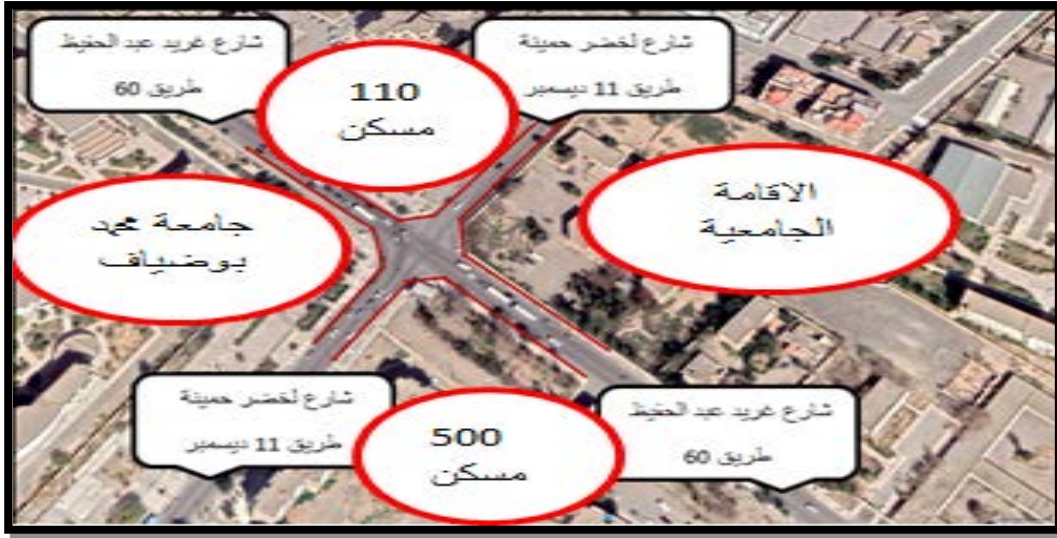 شارع غريد عبد الحفيظ
طريق 60
110
مسكن
شارع لخضر حمينة
طريق 11 ديسمبر
الاقامة
الجامعية
جامعة محمد
بوضياف
شارع لخضر حمينة
طريق 11 ديسمبر
500
مسكن
شارع غريد عبد الحفيظ
طريق 60